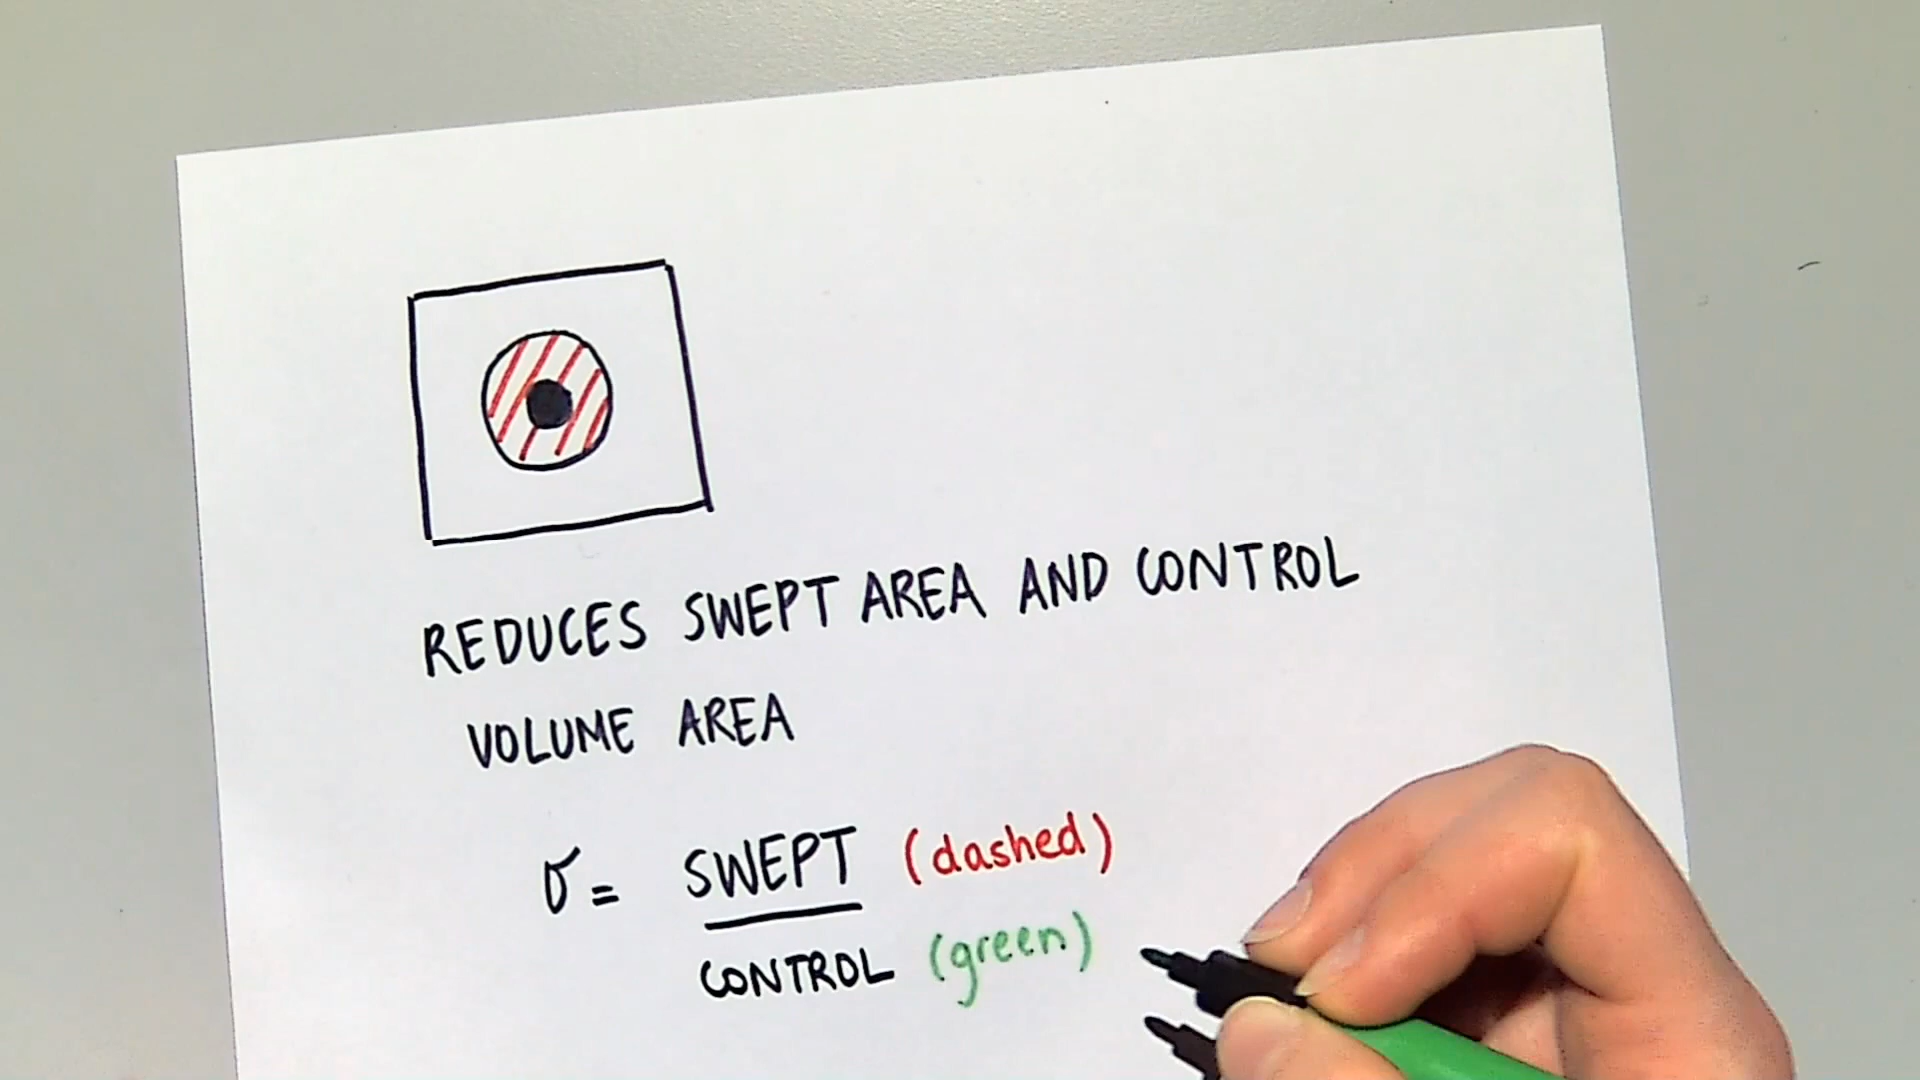 REDUCES SWEPT AREA AND CONTROL
VOLUME AREA
σ = SWEPT (dashed)
CONTROL (green)